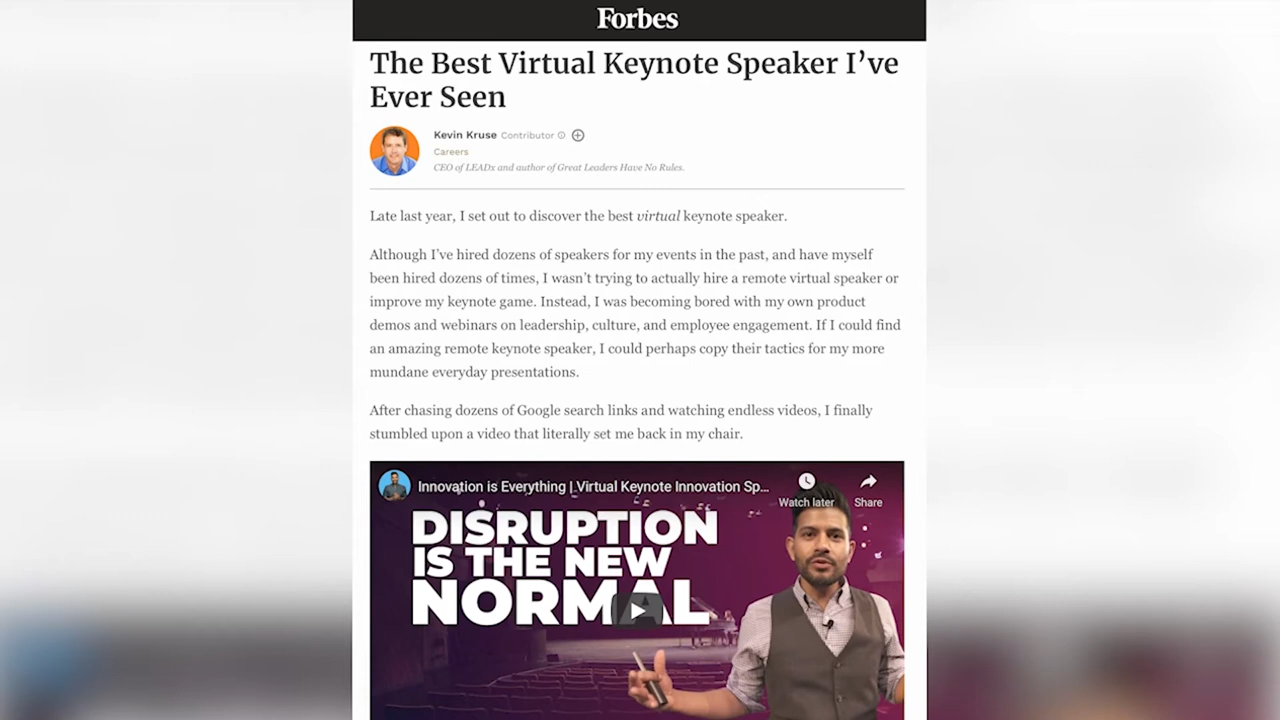 Forbes
The Best Virtual Keynote Speaker I’ve
Ever Seen
Kevin Kruse Contributor
Careers
CEO of LEADx and author of Great Leaders Have No Rules.
Late last year, I set out to discover the best virtual keynote speaker.
Although I’ve hired dozens of speakers for my events in the past, and have myself
been hired dozens of times, I wasn’t trying to actually hire a remote virtual speaker or
improve my keynote game. Instead, I was becoming bored with my own product
demos and webinars on leadership, culture, and employee engagement. If I could find
an amazing remote keynote speaker, I could perhaps copy their tactics for my more
mundane everyday presentations.
After chasing dozens of Google search links and watching endless videos, I finally
stumbled upon a video that literally set me back in my chair.
Innovation is Everything | Virtual Keynote Innovation Sp...
Watch later
Share
DISRUPTION
IS THE NEW
NORMAL